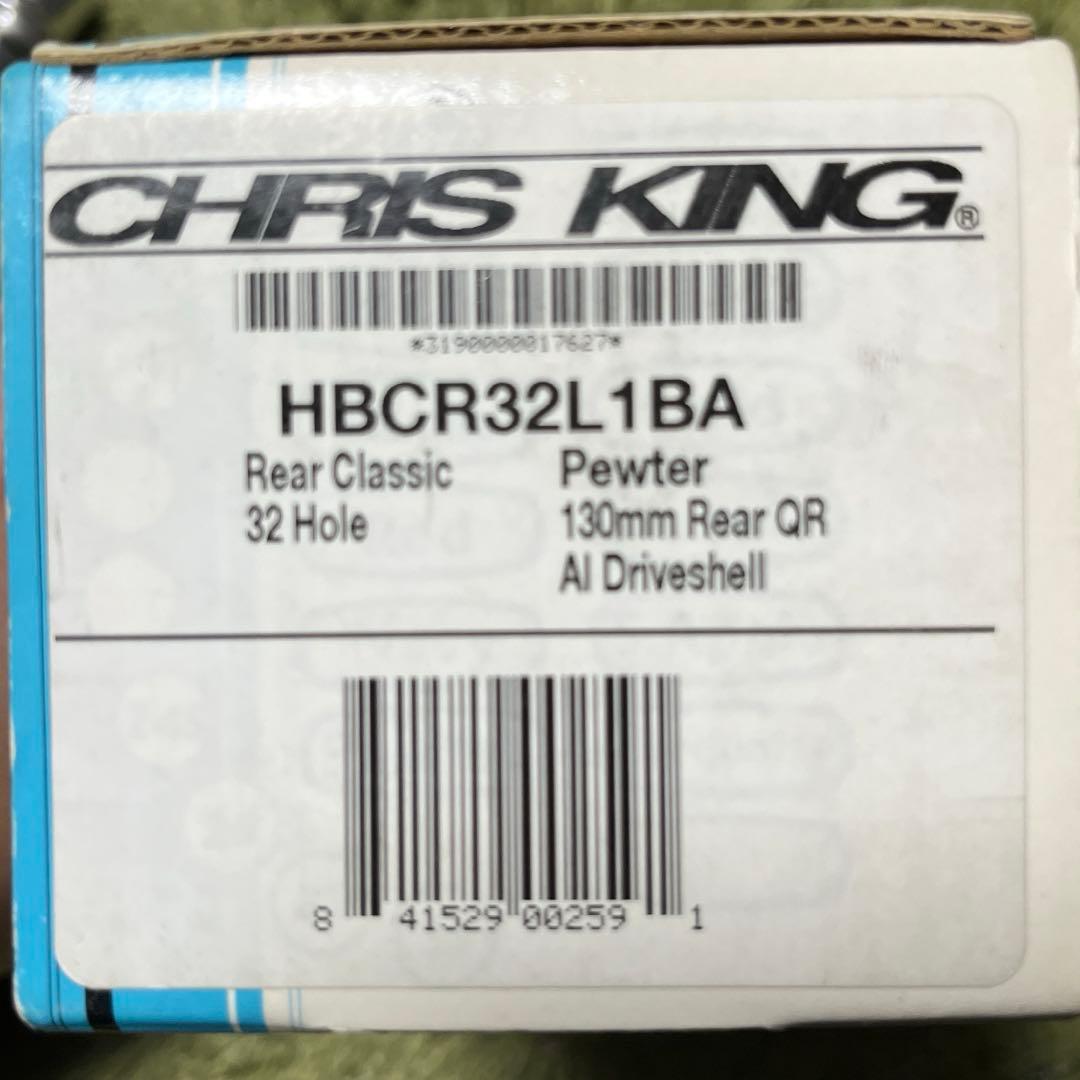 CHRIS KING®
*3190000017627*
HBCR32L1BA
Rear Classic Pewter
32 Hole 130mm Rear QR
Al Driveshell
8 41529 00259 1